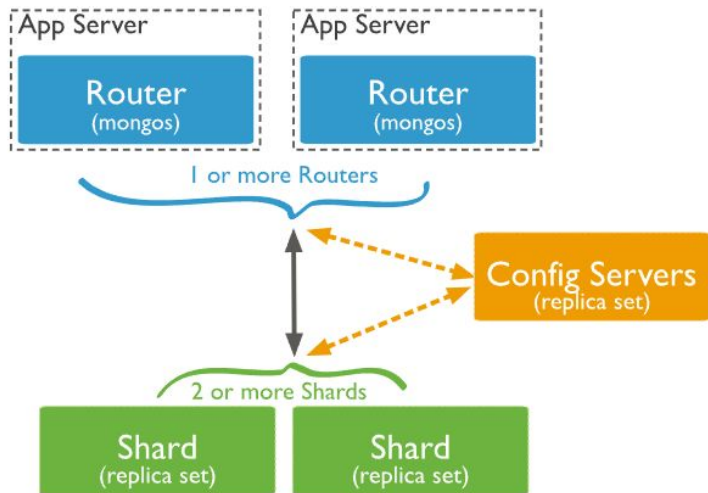 App Server
App Server
Router
(mongos)
Router
(mongos)
1 or more Routers
Config Servers
(replica set)
2 or more Shards
Shard
(replica set)
Shard
(replica set)